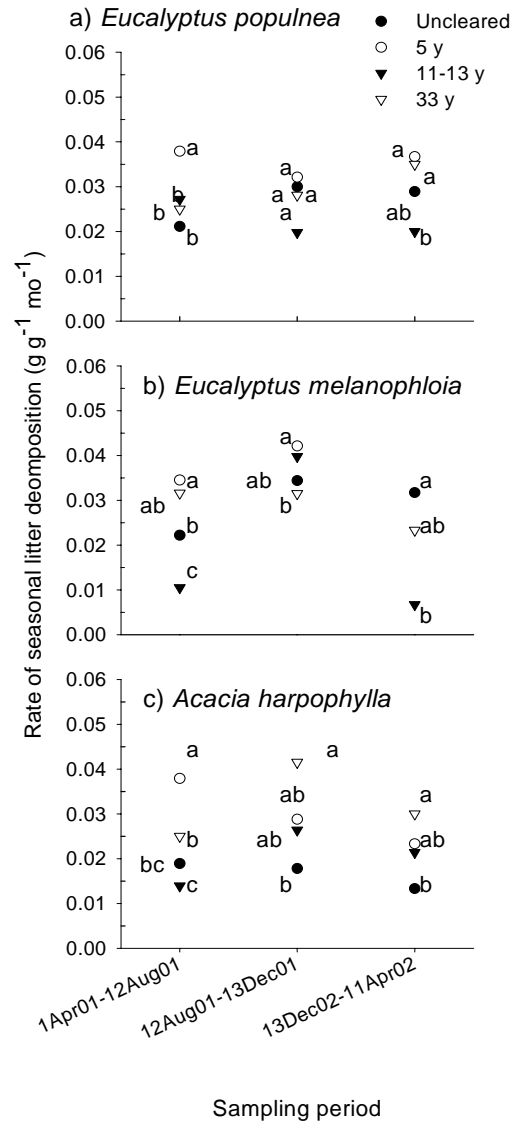 a) Eucalyptus populnea
Uncleared
5 y
11-13 y
33 y
0.06
0.05
0.04
0.03
0.02
0.01
0.00
a
b
b
b
a
a a
a
a
a
ab
b
Rate of seasonal litter deomposition (g g-1 mo-1)
b) Eucalyptus melanophloia
0.06
0.05
0.04
0.03
0.02
0.01
0.00
a
ab
b
c
a
ab
b
a
ab
b
c) Acacia harpophylla
0.06
0.05
0.04
0.03
0.02
0.01
0.00
a
b
bc
c
a
ab
ab
b
a
ab
b
1Apr01-12Aug01
12Aug01-13Dec01
13Dec02-11Apr02
Sampling period